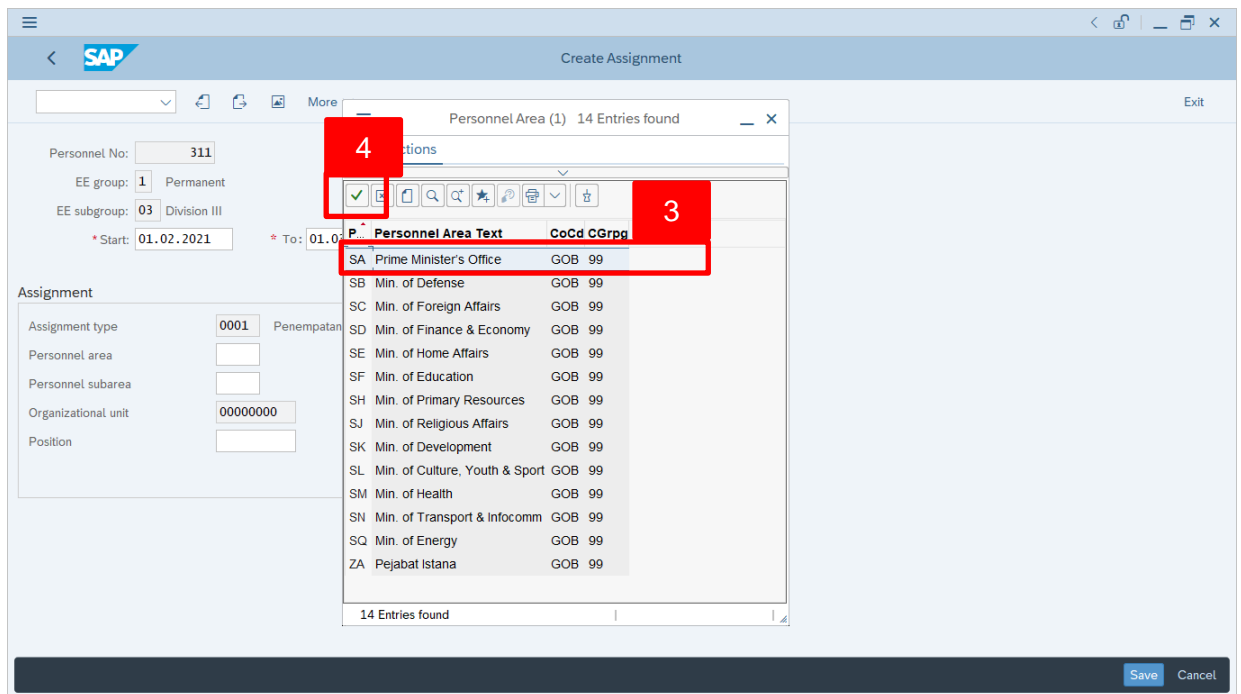 SAP
Create Assignment
More
Exit
Personnel Area (1) 14 Entries found
4
tions
Personnel No: 311
EE group: 1 Permanent
EE subgroup: 03 Division III
* Start: 01.02.2021 * To: 01.0
3
P... Personnel Area Text CoCd CGrpg
SA Prime Minister's Office GOB 99
SB Min. of Defense GOB 99
SC Min. of Foreign Affairs GOB 99
SD Min. of Finance & Economy GOB 99
SE Min. of Home Affairs GOB 99
SF Min. of Education GOB 99
SH Min. of Primary Resources GOB 99
SJ Min. of Religious Affairs GOB 99
SK Min. of Development GOB 99
SL Min. of Culture, Youth & Sport GOB 99
SM Min. of Health GOB 99
SN Min. of Transport & Infocomm GOB 99
SQ Min. of Energy GOB 99
ZA Pejabat Istana GOB 99
14 Entries found
Assignment
Assignment type 0001 Penempatan
Personnel area
Personnel subarea
Organizational unit 00000000
Position
Save Cancel